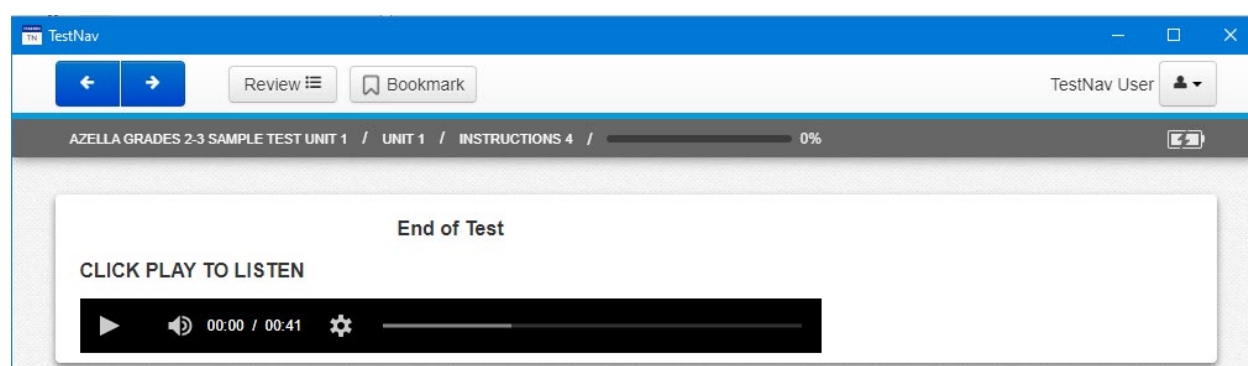 TN TestNav
Review Bookmark TestNav User
AZELLA GRADES 2-3 SAMPLE TEST UNIT 1 / UNIT 1 / INSTRUCTIONS 4 / 0%
End of Test
CLICK PLAY TO LISTEN
00:00 / 00:41